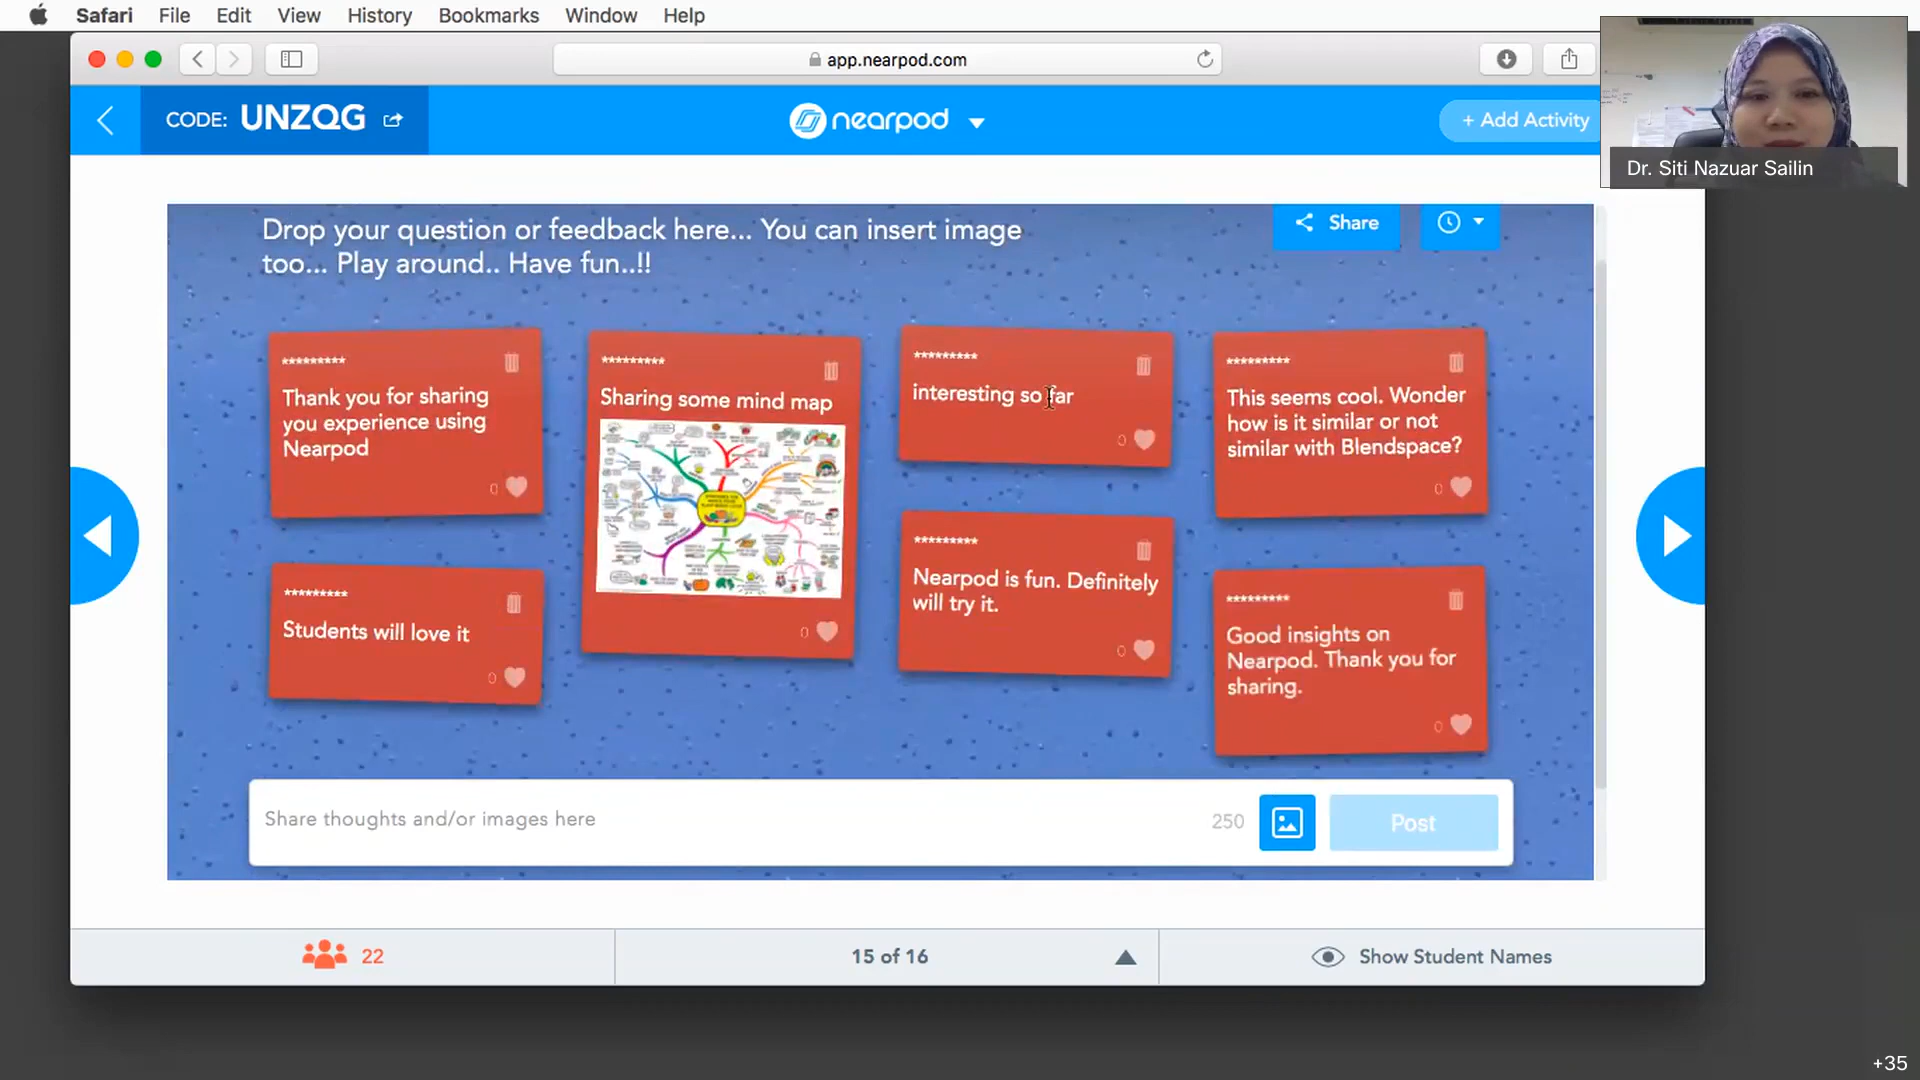 Safari File Edit View History Bookmarks Window Help
app.nearpod.com
CODE: UNZQG
nearpod
+ Add Activity
Dr. Siti Nazuar Sailin
Drop your question or feedback here... You can insert image
too... Play around.. Have fun..!!
Share
*********
Thank you for sharing
you experience using
Nearpod
0
*********
Students will love it
0
*********
Sharing some mind map
0
*********
interesting so far
0
*********
Nearpod is fun. Definitely
will try it.
0
*********
This seems cool. Wonder
how is it similar or not
similar with Blendspace?
0
*********
Good insights on
Nearpod. Thank you for
sharing.
0
Share thoughts and/or images here
250
Post
22
15 of 16
Show Student Names
+35